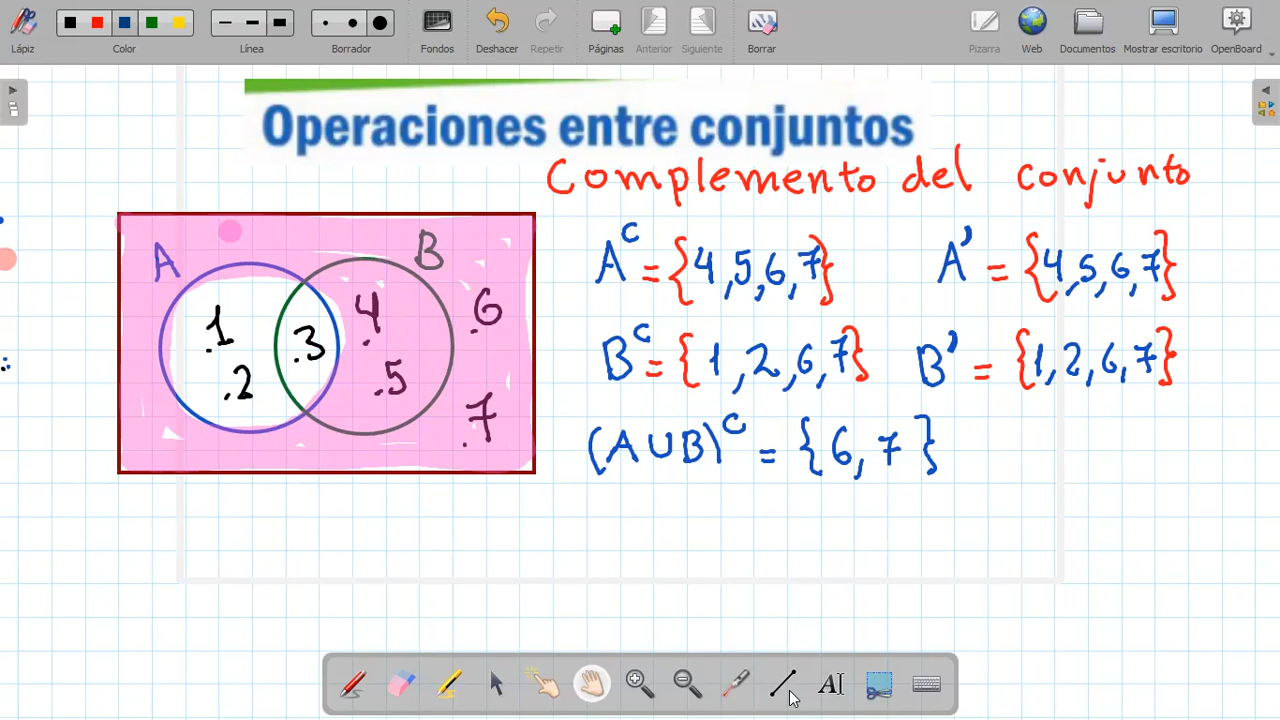 Lápiz Color Línea Borrador Fondos Deshacer Repetir Páginas Anterior Siguiente Borrar Pizarra Web Documentos Mostrar escritorio OpenBoard
Operaciones entre conjuntos
Complemento del conjunto
A B
.1 .2 .3 4. .5 .6 .7
Aᶜ = {4,5,6,7} A' = {4,5,6,7}
Bᶜ = {1,2,6,7} B' = {1,2,6,7}
(A∪B)ᶜ = {6,7}